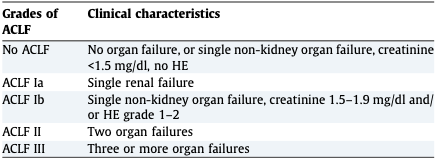 Grades of Clinical characteristics
ACLF
No ACLF No organ failure, or single non-kidney organ failure, creatinine
<1.5 mg/dl, no HE
ACLF Ia Single renal failure
ACLF Ib Single non-kidney organ failure, creatinine 1.5–1.9 mg/dl and/
or HE grade 1–2
ACLF II Two organ failures
ACLF III Three or more organ failures